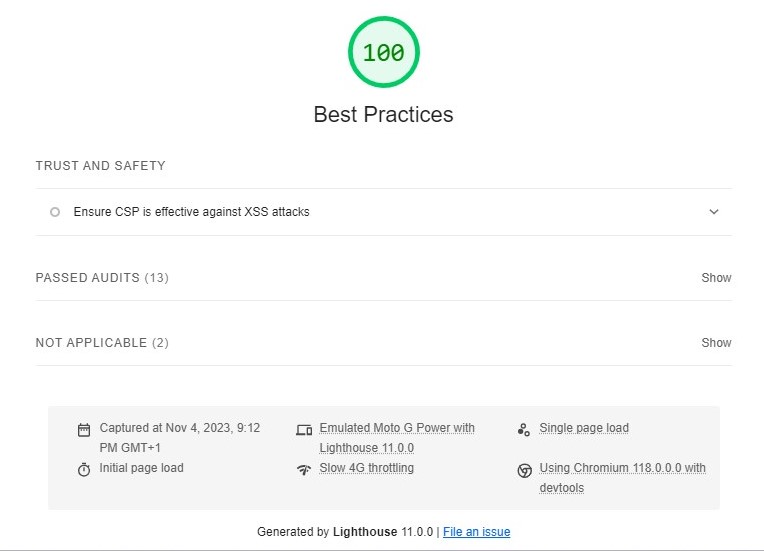 100
Best Practices
TRUST AND SAFETY
Ensure CSP is effective against XSS attacks
PASSED AUDITS (13)
Show
NOT APPLICABLE (2)
Show
Captured at Nov 4, 2023, 9:12
PM GMT+1
Emulated Moto G Power with
Lighthouse 11.0.0
Single page load
Initial page load
Slow 4G throttling
Using Chromium 118.0.0.0 with
devtools
Generated by Lighthouse 11.0.0 | File an issue